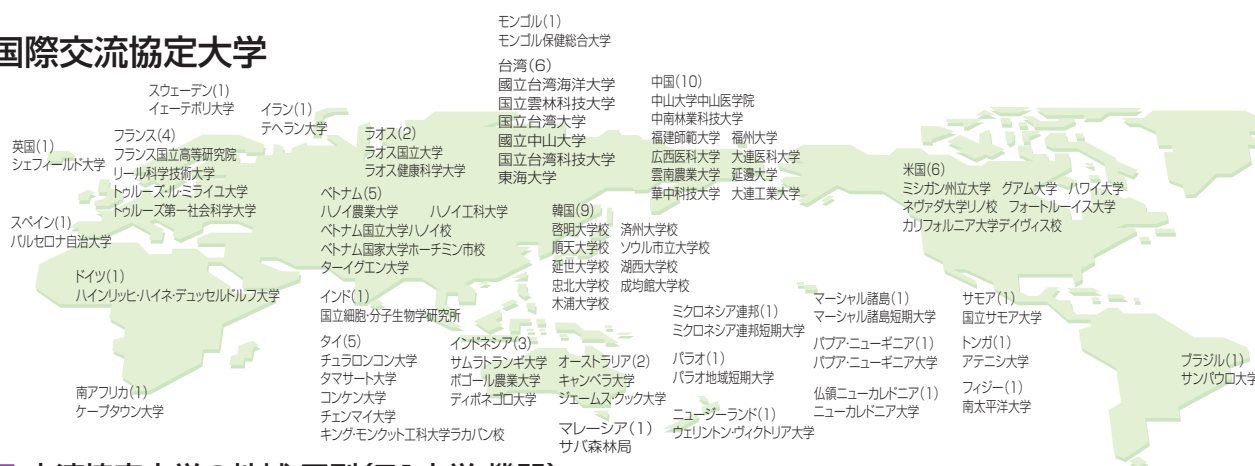 国際交流協定大学
モンゴル(1)
モンゴル保健総合大学
台湾(6)
國立台湾海洋大学
国立雲林科技大学
国立台湾大学
國立中山大学
国立台湾科技大学
東海大学
中国(10)
中山大学中山医学院
中南林業科技大学
福建師範大学 福州大学
広西医科大学 大連医科大学
雲南農業大学 延邊大学
華中科技大学 大連工業大学
スウェーデン(1)
イェーテボリ大学
イラン(1)
テヘラン大学
英国(1)
シェフィールド大学
フランス(4)
フランス国立高等研究院
リール科学技術大学
トゥルーズ・ル・ミライユ大学
トゥルーズ第一社会科学大学
ラオス(2)
ラオス国立大学
ラオス健康科学大学
米国(6)
ミシガン州立大学 グアム大学 ハワイ大学
ネヴァダ大学リノ校 フォートルーイス大学
カリフォルニア大学デイヴィス校
スペイン(1)
バルセロナ自治大学
ベトナム(5)
ハノイ農業大学 ハノイ工科大学
ベトナム国立大学ハノイ校
ベトナム国家大学ホーチミン市校
ターイグエン大学
韓国(9)
啓明大学校 済州大学校
順天大学校 ソウル市立大学校
延世大学校 湖西大学校
忠北大学校 成均館大学校
木浦大学校
ドイツ(1)
ハインリッヒ・ハイネ・デュッセルドルフ大学
インド(1)
国立細胞・分子生物学研究所
ミクロネシア連邦(1)
ミクロネシア連邦短期大学
マーシャル諸島(1)
マーシャル諸島短期大学
サモア(1)
国立サモア大学
タイ(5)
チュラロンコン大学
タマサート大学
コンケン大学
チェンマイ大学
キング・モンクット工科大学ラカバン校
インドネシア(3)
サムラトランギ大学
ボゴール農業大学
ディポネゴロ大学
オーストラリア(2)
キャンベラ大学
ジェームス・クック大学
パラオ(1)
パラオ地域短期大学
パプア・ニューギニア(1)
パプア・ニューギニア大学
トンガ(1)
アテニシ大学
ブラジル(1)
サンパウロ大学
南アフリカ(1)
ケープタウン大学
マレーシア(1)
サバ森林局
ニュージーランド(1)
ウェリントン・ヴィクトリア大学
仏領ニューカレドニア(1)
ニューカレドニア大学
フィジー(1)
南太平洋大学